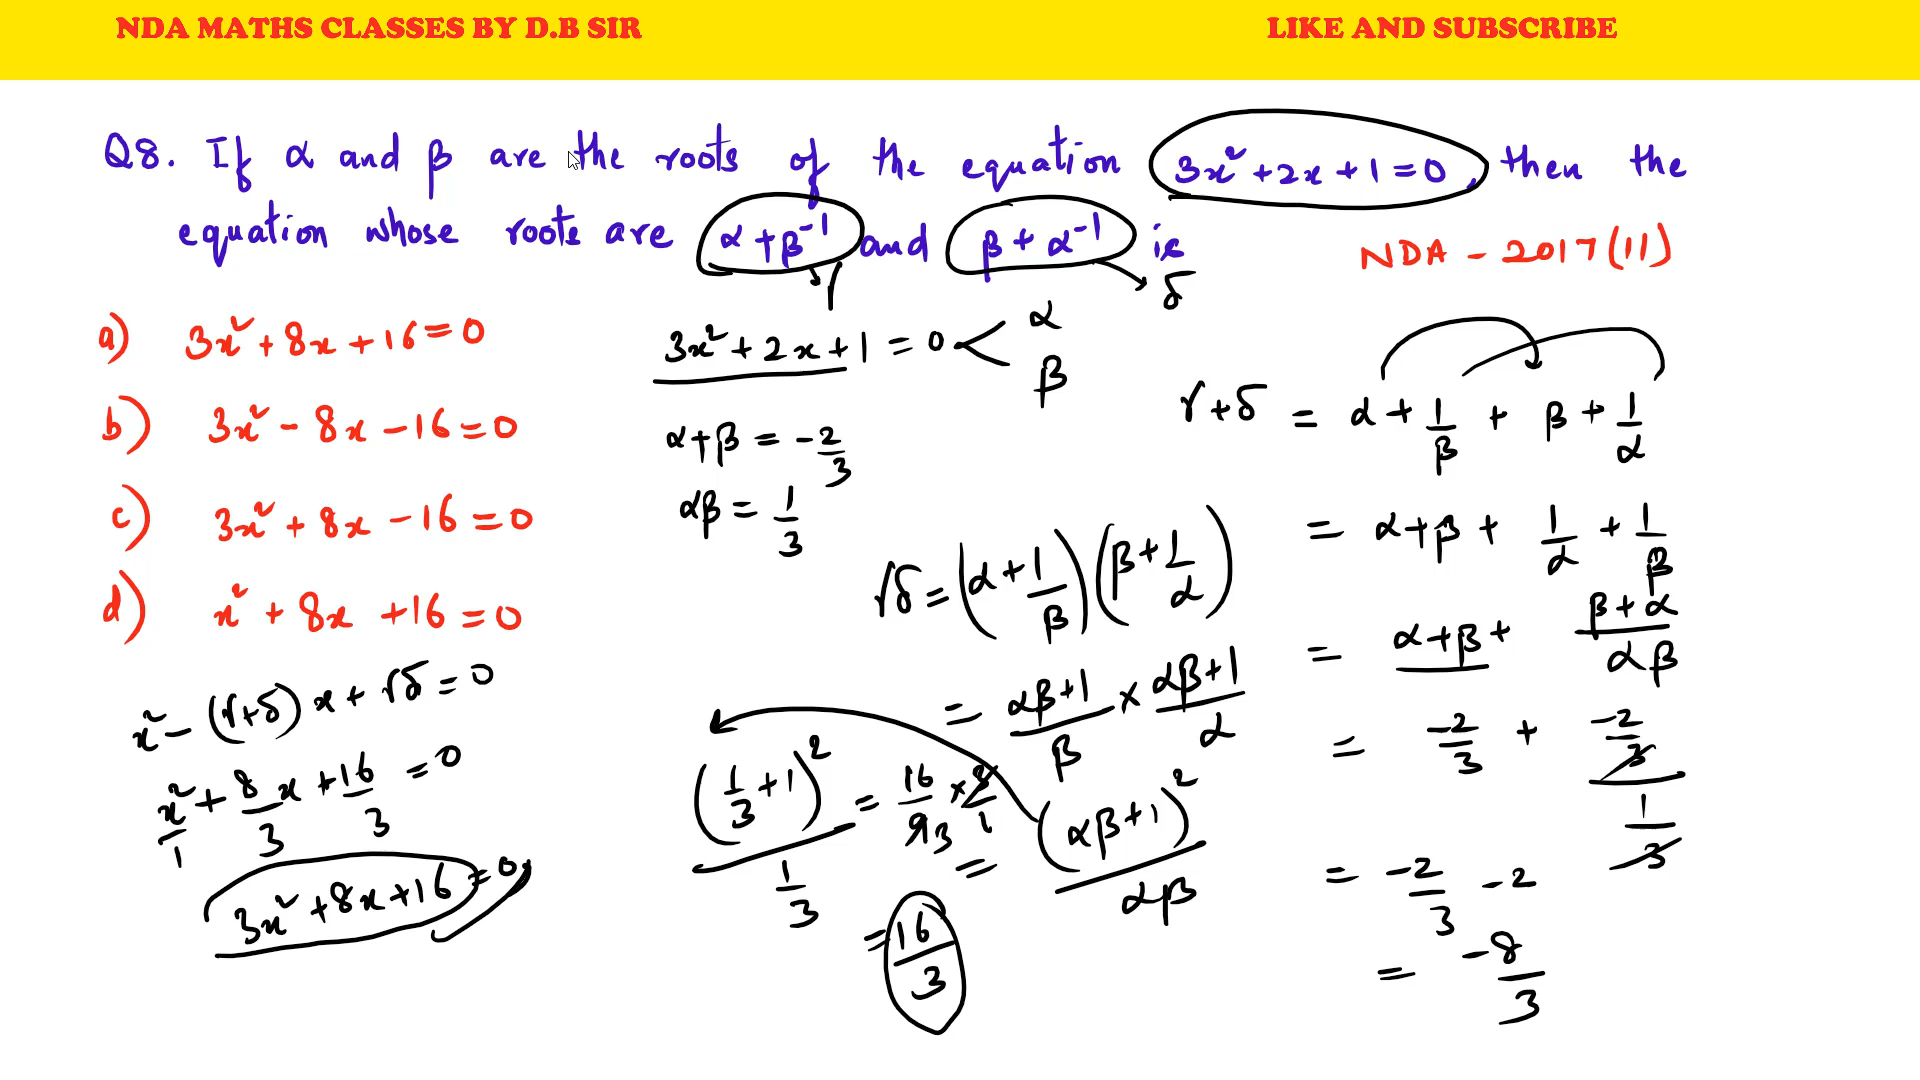 NDA MATHS CLASSES BY D.B SIR
LIKE AND SUBSCRIBE
Q8. If α and β are the roots of the equation 3x² + 2x + 1 = 0, then the
equation whose roots are α + β⁻¹ and β + α⁻¹ is
γ
δ
NDA - 2017 (11)
a) 3x² + 8x + 16 = 0
b) 3x² - 8x - 16 = 0
c) 3x² + 8x - 16 = 0
d) x² + 8x + 16 = 0
x² - (γ+δ) x + γδ = 0
x²/1 + 8/3 x + 16/3 = 0
3x² + 8x + 16 = 0
3x² + 2x + 1 = 0 < α β
α + β = -2/3
αβ = 1/3
γδ = (α + 1/β)(β + 1/α)
= αβ+1/β × αβ+1/α
= (αβ+1)²/αβ
(1/3 + 1)²/1/3 = 16/9 3 × 3/1
= 16/3
γ + δ = α + 1/β + β + 1/α
= α + β + 1/α + 1/β
= α + β + β + α/αβ
= -2/3 + -2/3/1/3
= -2/3 - 2
= -8/3